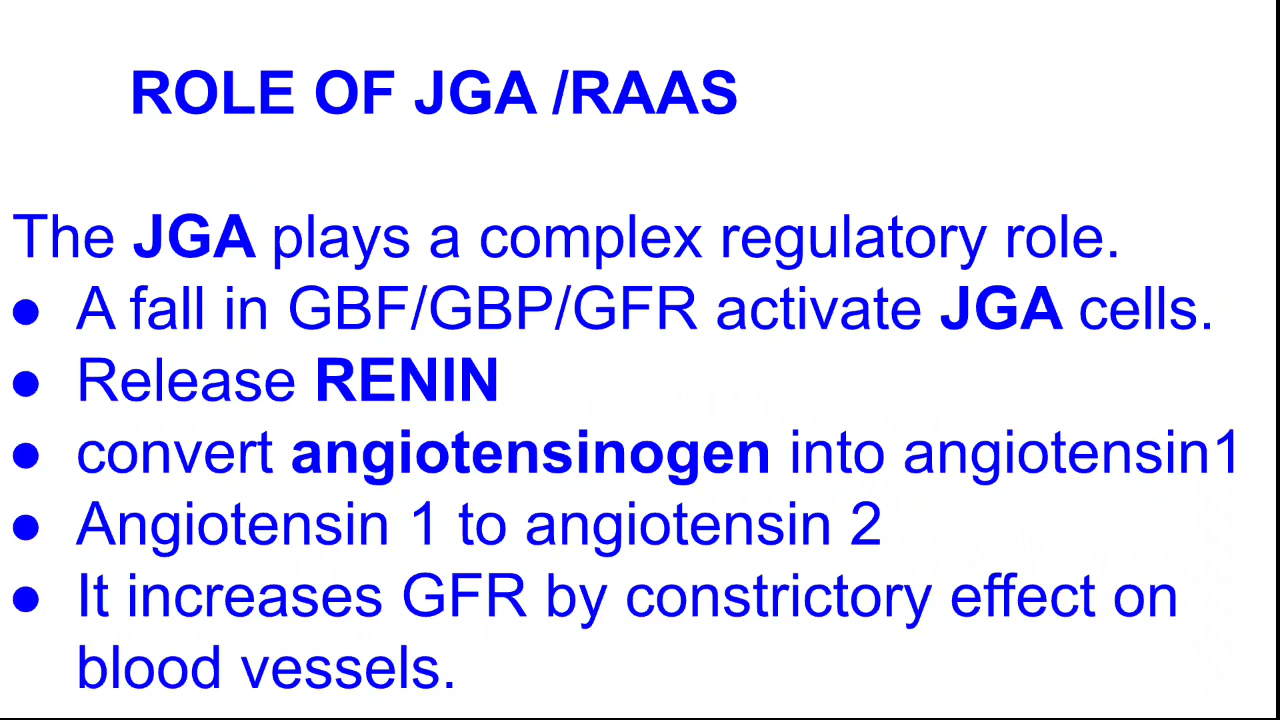 ROLE OF JGA /RAAS
The JGA plays a complex regulatory role.
● A fall in GBF/GBP/GFR activate JGA cells.
● Release RENIN
● convert angiotensinogen into angiotensin1
● Angiotensin 1 to angiotensin 2
● It increases GFR by constrictory effect on
blood vessels.